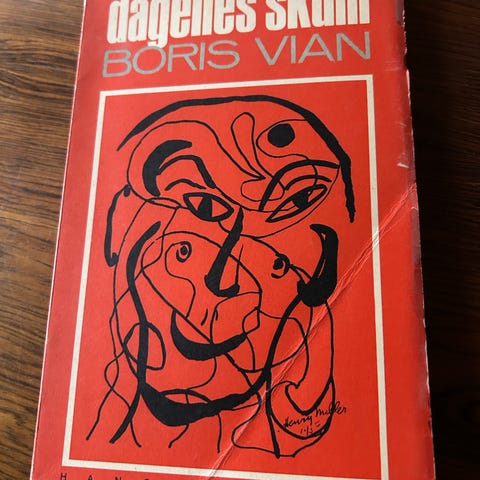 dagenes skum
BORIS VIAN
Henry Miller
H A N S